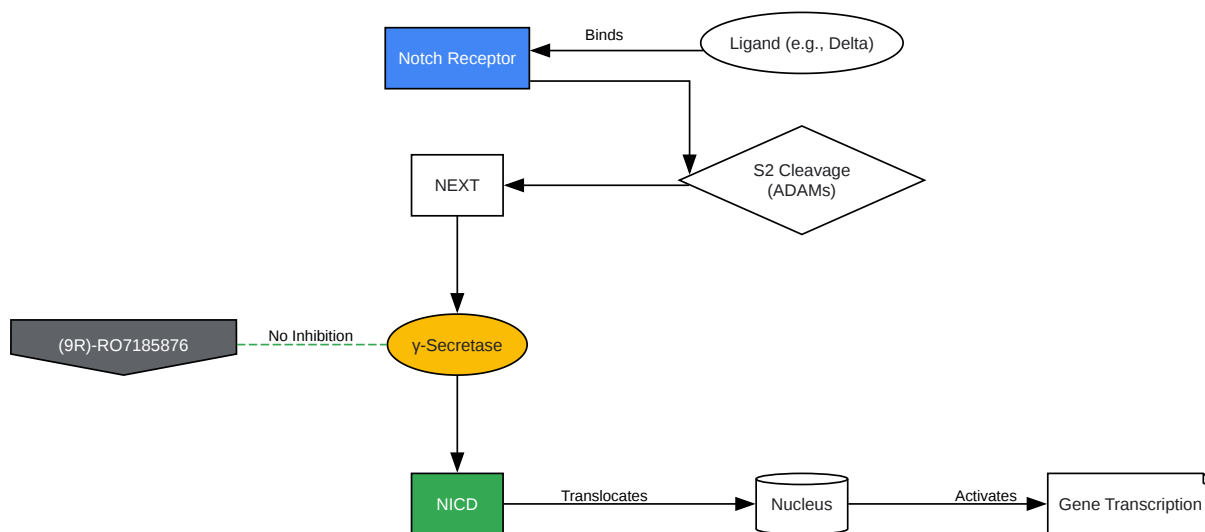 Binds
Ligand (e.g., Delta)
Notch Receptor
S2 Cleavage
(ADAMs)
NEXT
(9R)-RO7185876
No Inhibition
γ-Secretase
NICD
Translocates
Nucleus
Activates
Gene Transcription